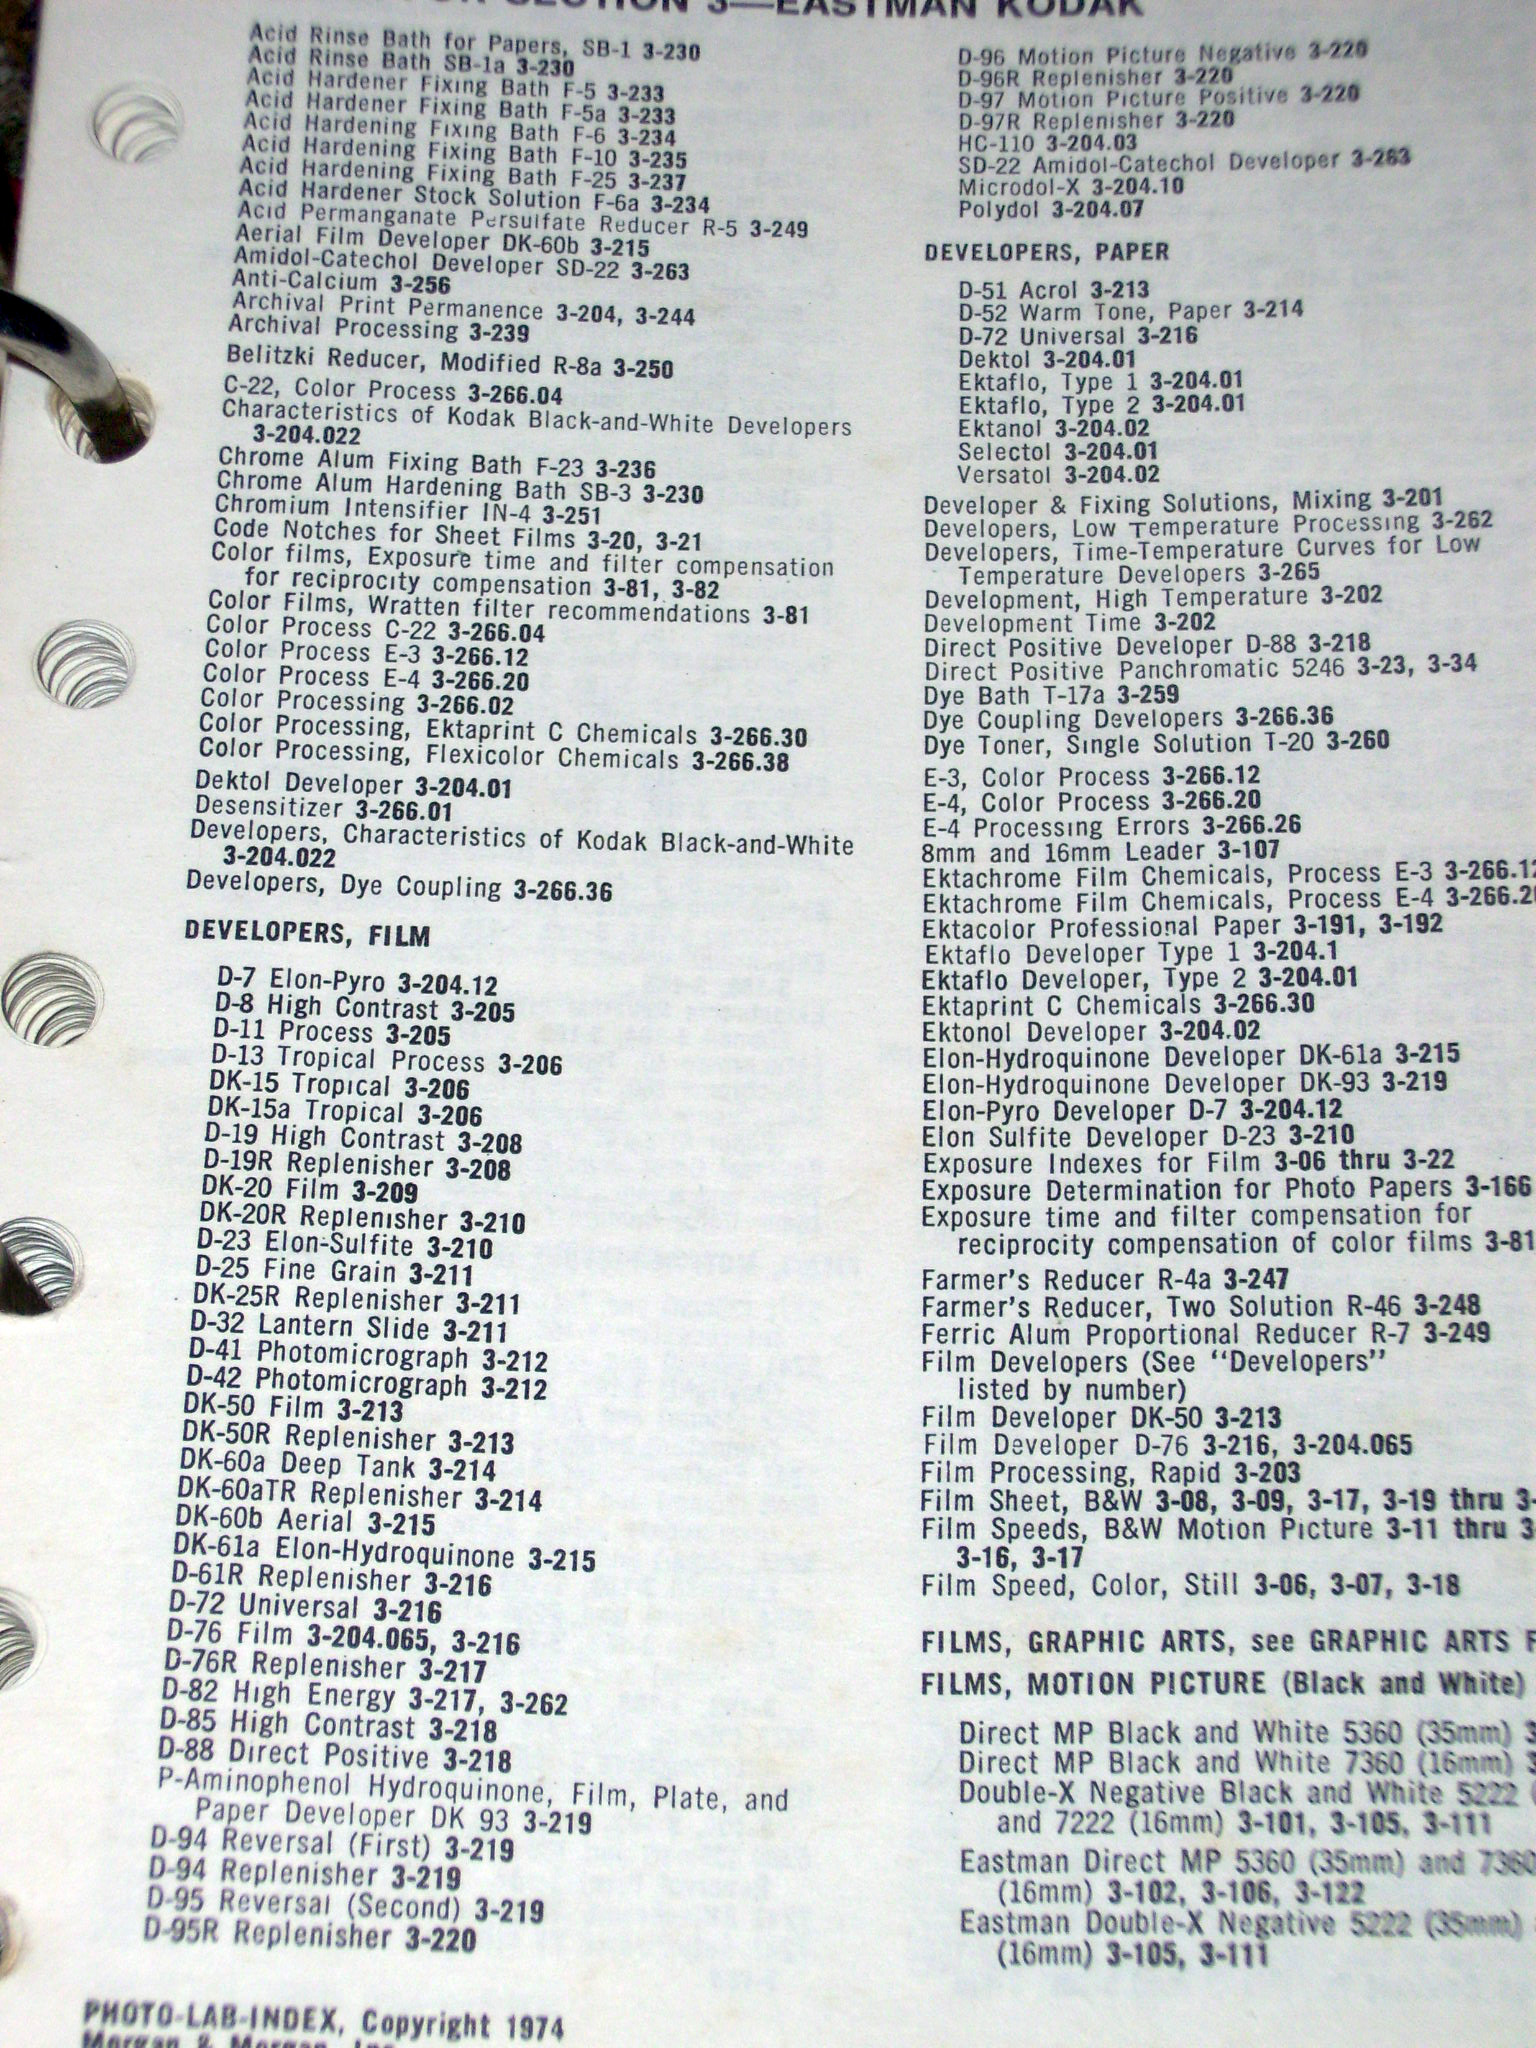 SECTION 3—EASTMAN KODAK
Acid Rinse Bath for Papers, SB-1 3-230
Acid Rinse Bath SB-1a 3-230
Acid Hardener Fixing Bath F-5 3-233
Acid Hardener Fixing Bath F-5a 3-233
Acid Hardening Fixing Bath F-6 3-234
Acid Hardening Fixing Bath F-10 3-235
Acid Hardening Fixing Bath F-25 3-237
Acid Hardener Stock Solution F-6a 3-234
Acid Permanganate Persulfate Reducer R-5 3-249
Aerial Film Developer DK-60b 3-215
Amidol-Catechol Developer SD-22 3-263
Anti-Calcium 3-256
Archival Print Permanence 3-204, 3-244
Archival Processing 3-239
Belitzki Reducer, Modified R-8a 3-250
C-22, Color Process 3-266.04
Characteristics of Kodak Black-and-White Developers
3-204.022
Chrome Alum Fixing Bath F-23 3-236
Chrome Alum Hardening Bath SB-3 3-230
Chromium Intensifier IN-4 3-251
Code Notches for Sheet Films 3-20, 3-21
Color films, Exposure time and filter compensation
for reciprocity compensation 3-81, 3-82
Color Films, Wratten filter recommendations 3-81
Color Process C-22 3-266.04
Color Process E-3 3-266.12
Color Process E-4 3-266.20
Color Processing 3-266.02
Color Processing, Ektaprint C Chemicals 3-266.30
Color Processing, Flexicolor Chemicals 3-266.38
Dektol Developer 3-204.01
Desensitizer 3-266.01
Developers, Characteristics of Kodak Black-and-White
3-204.022
Developers, Dye Coupling 3-266.36
DEVELOPERS, FILM
D-7 Elon-Pyro 3-204.12
D-8 High Contrast 3-205
D-11 Process 3-205
D-13 Tropical Process 3-206
DK-15 Tropical 3-206
DK-15a Tropical 3-206
D-19 High Contrast 3-208
D-19R Replenisher 3-208
DK-20 Film 3-209
DK-20R Replenisher 3-210
D-23 Elon-Sulfite 3-210
D-25 Fine Grain 3-211
DK-25R Replenisher 3-211
D-32 Lantern Slide 3-211
D-41 Photomicrograph 3-212
D-42 Photomicrograph 3-212
DK-50 Film 3-213
DK-50R Replenisher 3-213
DK-60a Deep Tank 3-214
DK-60aTR Replenisher 3-214
DK-60b Aerial 3-215
DK-61a Elon-Hydroquinone 3-215
D-61R Replenisher 3-216
D-72 Universal 3-216
D-76 Film 3-204.065, 3-216
D-76R Replenisher 3-217
D-82 High Energy 3-217, 3-262
D-85 High Contrast 3-218
D-88 Direct Positive 3-218
P-Aminophenol Hydroquinone, Film, Plate, and
Paper Developer DK 93 3-219
D-94 Reversal (First) 3-219
D-94 Replenisher 3-219
D-95 Reversal (Second) 3-219
D-95R Replenisher 3-220
PHOTO-LAB-INDEX, Copyright 1974
Morgan & Morgan, Inc.
D-96 Motion Picture Negative 3-220
D-96R Replenisher 3-220
D-97 Motion Picture Positive 3-220
D-97R Replenisher 3-220
HC-110 3-204.03
SD-22 Amidol-Catechol Developer 3-263
Microdol-X 3-204.10
Polydol 3-204.07
DEVELOPERS, PAPER
D-51 Acrol 3-213
D-52 Warm Tone, Paper 3-214
D-72 Universal 3-216
Dektol 3-204.01
Ektaflo, Type 1 3-204.01
Ektaflo, Type 2 3-204.01
Ektanol 3-204.02
Selectol 3-204.01
Versatol 3-204.02
Developer & Fixing Solutions, Mixing 3-201
Developers, Low Temperature Processing 3-262
Developers, Time-Temperature Curves for Low
Temperature Developers 3-265
Development, High Temperature 3-202
Development Time 3-202
Direct Positive Developer D-88 3-218
Direct Positive Panchromatic 5246 3-23, 3-34
Dye Bath T-17a 3-259
Dye Coupling Developers 3-266.36
Dye Toner, Single Solution T-20 3-260
E-3, Color Process 3-266.12
E-4, Color Process 3-266.20
E-4 Processing Errors 3-266.26
8mm and 16mm Leader 3-107
Ektachrome Film Chemicals, Process E-3 3-266.12
Ektachrome Film Chemicals, Process E-4 3-266.2
Ektacolor Professional Paper 3-191, 3-192
Ektaflo Developer Type 1 3-204.1
Ektaflo Developer, Type 2 3-204.01
Ektaprint C Chemicals 3-266.30
Ektonol Developer 3-204.02
Elon-Hydroquinone Developer DK-61a 3-215
Elon-Hydroquinone Developer DK-93 3-219
Elon-Pyro Developer D-7 3-204.12
Elon Sulfite Developer D-23 3-210
Exposure Indexes for Film 3-06 thru 3-22
Exposure Determination for Photo Papers 3-166
Exposure time and filter compensation for
reciprocity compensation of color films 3-81
Farmer's Reducer R-4a 3-247
Farmer's Reducer, Two Solution R-46 3-248
Ferric Alum Proportional Reducer R-7 3-249
Film Developers (See "Developers"
listed by number)
Film Developer DK-50 3-213
Film Developer D-76 3-216, 3-204.065
Film Processing, Rapid 3-203
Film Sheet, B&W 3-08, 3-09, 3-17, 3-19 thru 3-
Film Speeds, B&W Motion Picture 3-11 thru 3-
3-16, 3-17
Film Speed, Color, Still 3-06, 3-07, 3-18
FILMS, GRAPHIC ARTS, see GRAPHIC ARTS F
FILMS, MOTION PICTURE (Black and White)
Direct MP Black and White 5360 (35mm) 3
Direct MP Black and White 7360 (16mm) 3
Double-X Negative Black and White 5222 (
and 7222 (16mm) 3-101, 3-105, 3-111
Eastman Direct MP 5360 (35mm) and 7360
(16mm) 3-102, 3-106, 3-122
Eastman Double-X Negative 5222 (35mm)
(16mm) 3-105, 3-111